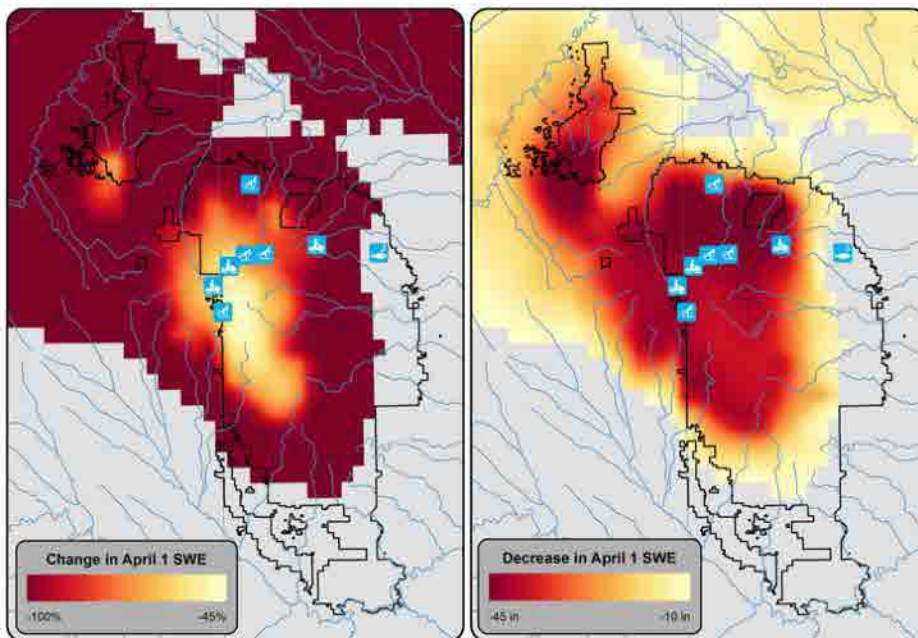 Change in April 1 SWE
-100%
-45%
Decrease in April 1 SWE
-45 in
-10 in